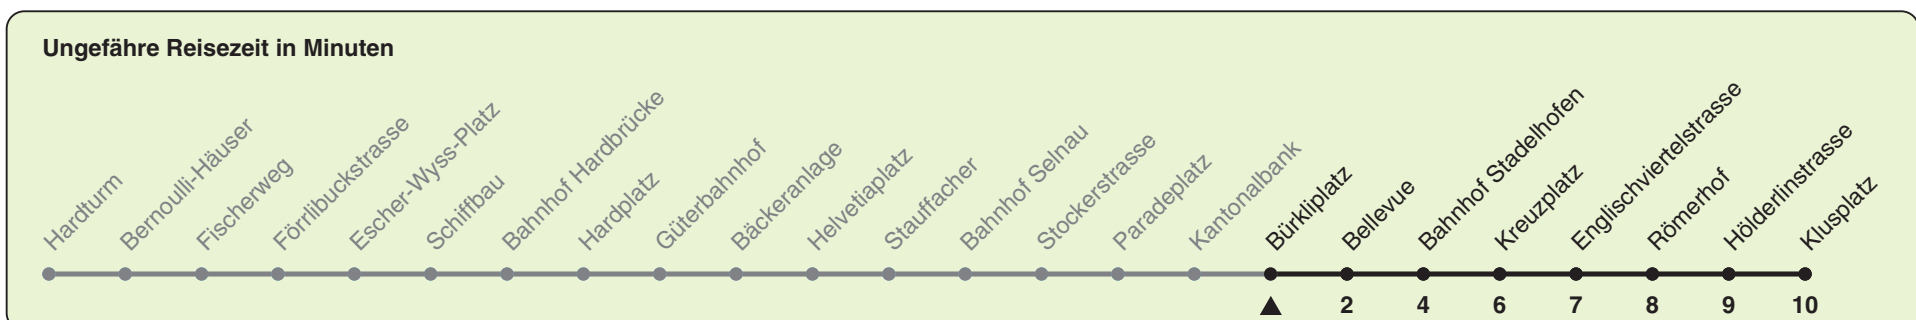 Ungefähre Reisezeit in Minuten
Hardturm
Bernoulli-Häuser
Fischerweg
Förrlibuckstrasse
Escher-Wyss-Platz
Schiffbau
Bahnhof Hardbrücke
Hardplatz
Güterbahnhof
Bäckeranlage
Helvetiaplatz
Stauffacher
Bahnhof Selnau
Stockerstrasse
Paradeplatz
Kantonalbank
Bürkliplatz
Bellevue
Bahnhof Stadelhofen
Kreuzplatz
Englischviertelstrasse
Römerhof
Hölderlinstrasse
Klusplatz
2 4 6 7 8 9 10